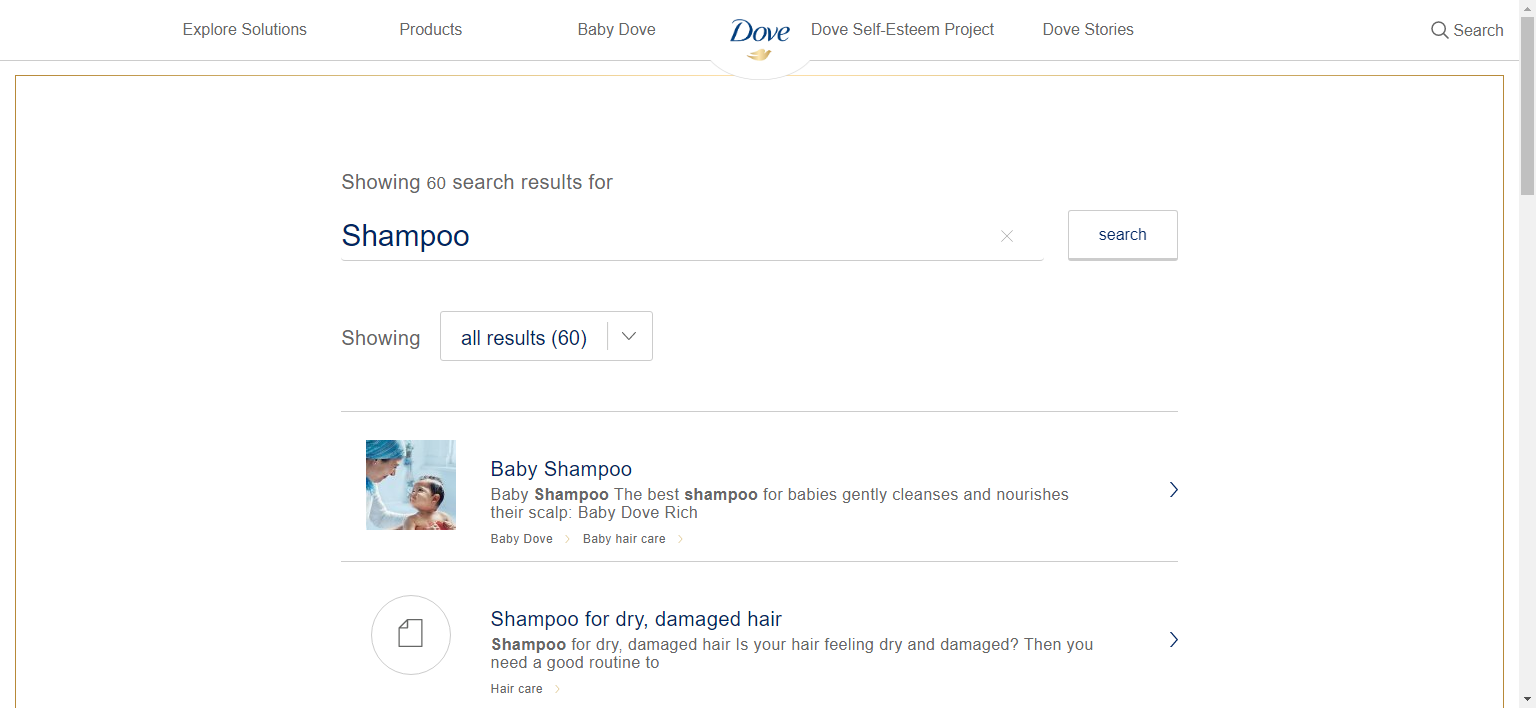 Explore Solutions
Products
Baby Dove
Dove
Dove Self-Esteem Project
Dove Stories
Search
Showing 60 search results for
Shampoo
search
Showing
all results (60)
Baby Shampoo
Baby Shampoo The best shampoo for babies gently cleanses and nourishes
their scalp: Baby Dove Rich
Baby Dove
Baby hair care
Shampoo for dry, damaged hair
Shampoo for dry, damaged hair Is your hair feeling dry and damaged? Then you
need a good routine to
Hair care